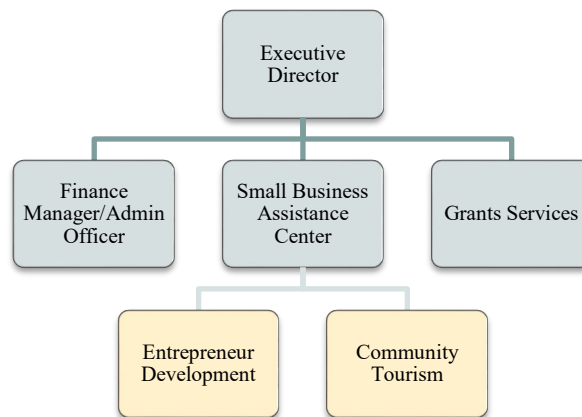 Executive
Director
Finance
Manager/Admin
Officer
Small Business
Assistance
Center
Grants Services
Entrepreneur
Development
Community
Tourism